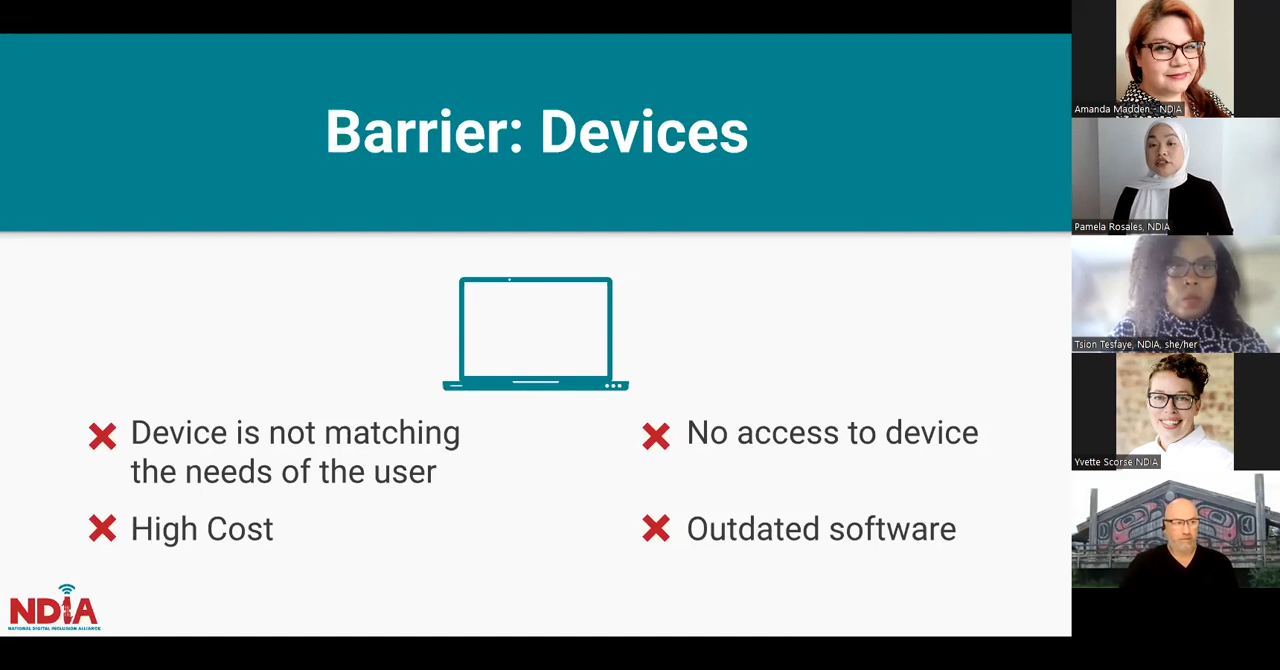 Barrier: Devices
Device is not matching
the needs of the user
High Cost
No access to device
Outdated software
NDIA
NATIONAL DIGITAL INCLUSION ALLIANCE
Amanda Madden - NDIA
Pamela Rosales, NDIA
Tsion Tesfaye, NDIA, she/her
Yvette Scorse NDIA